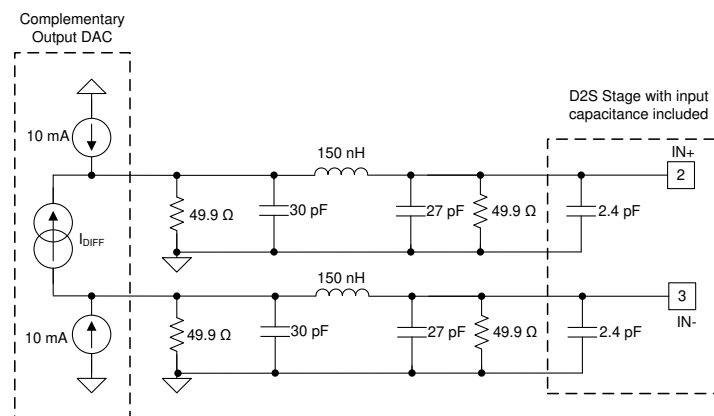 Complementary
Output DAC
D2S Stage with input
capacitance included
10 mA
150 nH
IN+
2
49.9 Ω
30 pF
27 pF
49.9 Ω
2.4 pF
IDIFF
150 nH
3
IN-
10 mA
49.9 Ω
30 pF
27 pF
49.9 Ω
2.4 pF